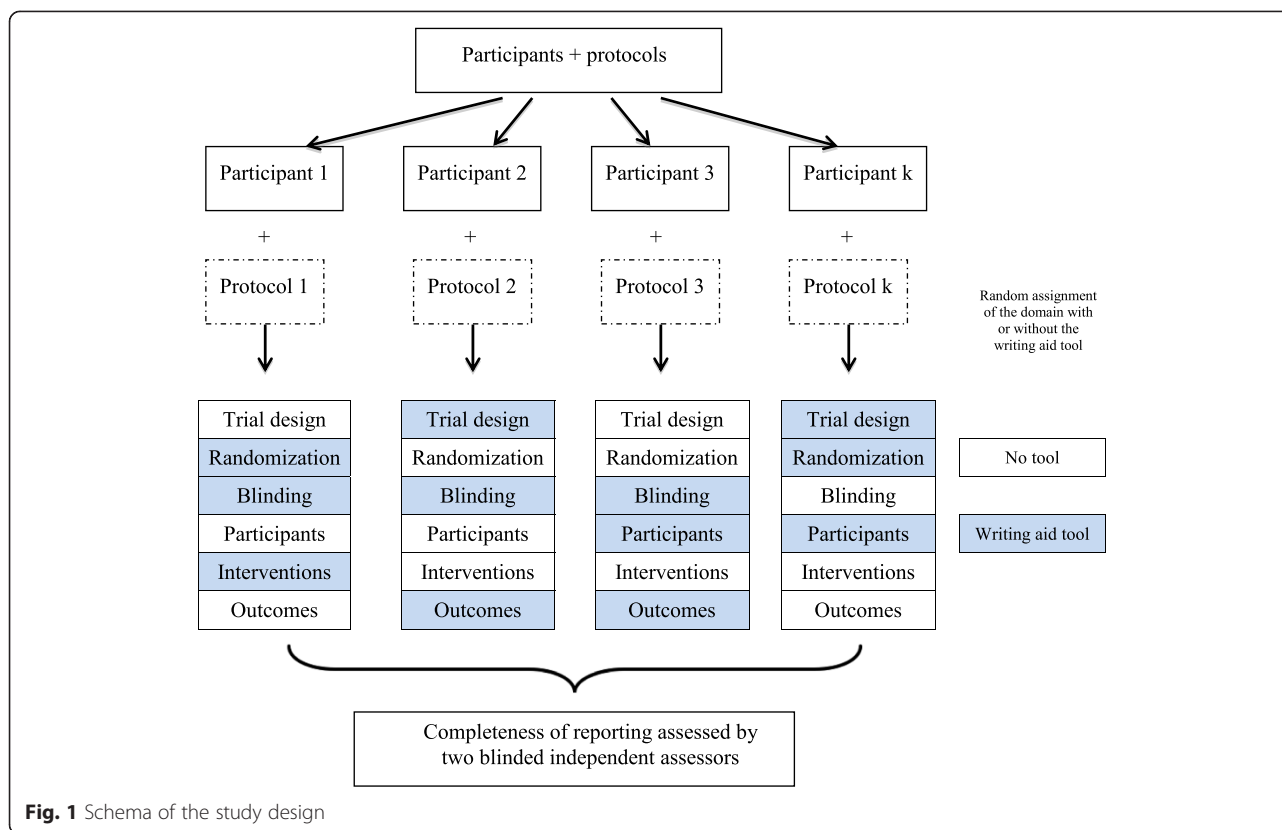 Participants + protocols
Participant 1
Participant 2
Participant 3
Participant k
+
+
+
+
Protocol 1
Protocol 2
Protocol 3
Protocol k
Random assignment
of the domain with
or without the
writing aid tool
Trial design
Randomization
Blinding
Participants
Interventions
Outcomes
Trial design
Randomization
Blinding
Participants
Interventions
Outcomes
Trial design
Randomization
Blinding
Participants
Interventions
Outcomes
Trial design
Randomization
Blinding
Participants
Interventions
Outcomes
No tool
Writing aid tool
Completeness of reporting assessed by
two blinded independent assessors
Fig. 1 Schema of the study design